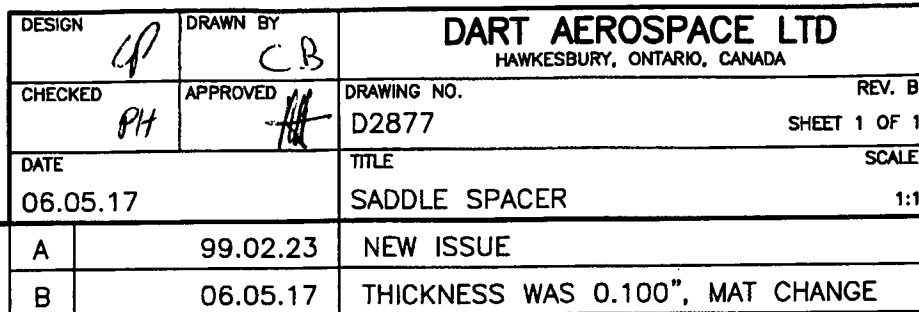 DESIGN
DRAWN BY
C.B
DART AEROSPACE LTD
HAWKESBURY, ONTARIO, CANADA
CHECKED
PH
APPROVED
DRAWING NO.
REV. B
D2877
SHEET 1 OF 1
DATE
06.05.17
TITLE
SCALE
SADDLE SPACER
1:1
A 99.02.23 NEW ISSUE
B 06.05.17 THICKNESS WAS 0.100", MAT CHANGE